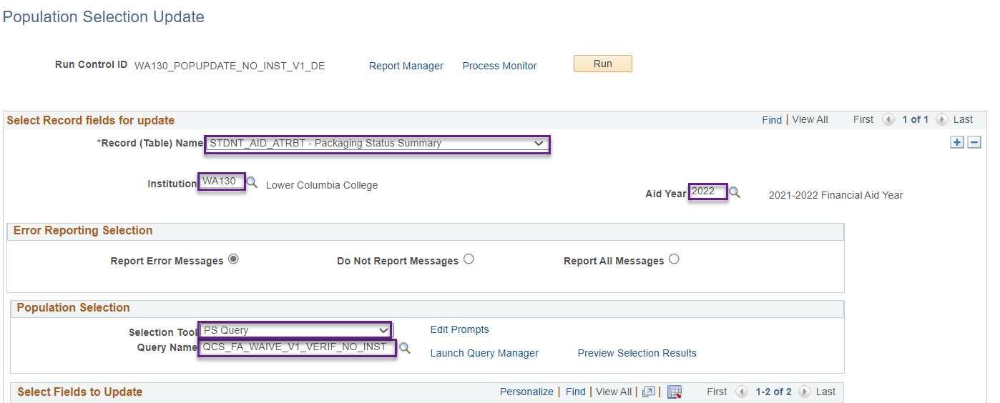 Population Selection Update
Run Control ID WA130_POPUPDATE_NO_INST_V1_DE Report Manager Process Monitor Run
Select Record fields for update Find | View All First 1 of 1 Last
*Record (Table) Name STDNT_AID_ATRBT - Packaging Status Summary
Institution WA130 Lower Columbia College
Aid Year 2022 2021-2022 Financial Aid Year
Error Reporting Selection
Report Error Messages Do Not Report Messages Report All Messages
Population Selection
Selection Tool PS Query Edit Prompts
Query Name QCS_FA_WAIVE_V1_VERIF_NO_INST
Launch Query Manager Preview Selection Results
Select Fields to Update Personalize | Find | View All | | First 1-2 of 2 Last